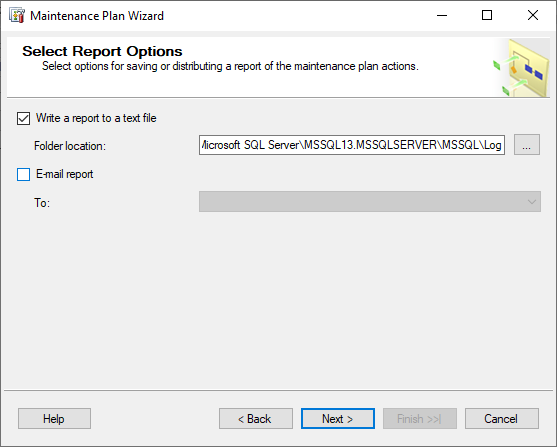 Maintenance Plan Wizard
Select Report Options
Select options for saving or distributing a report of the maintenance plan actions.
Write a report to a text file
Folder location:
Microsoft SQL Server\MSSQL13.MSSQLSERVER\MSSQL\Log
...
E-mail report
To:
Help
< Back
Next >
Finish >>|
Cancel